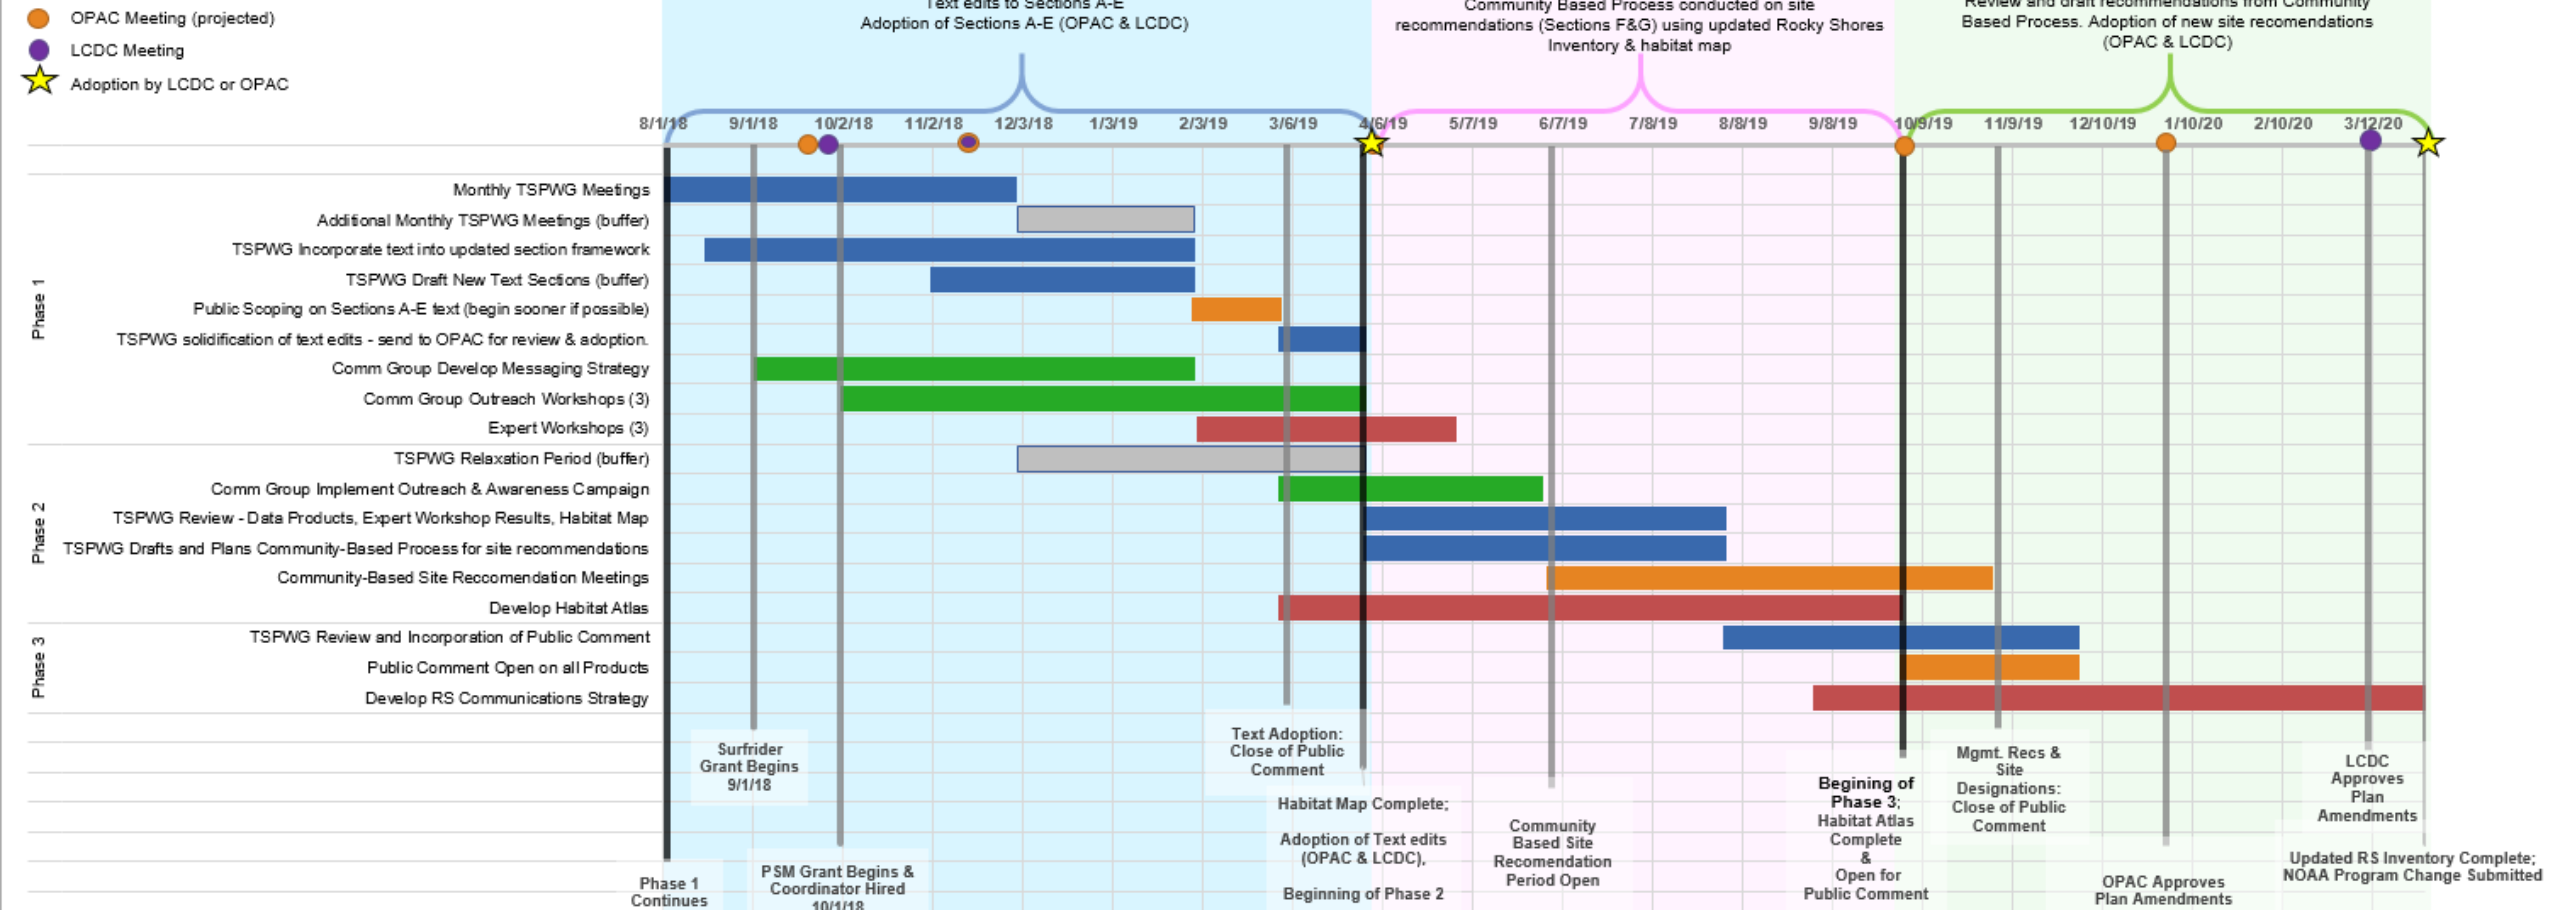 OPAC Meeting (projected)
LCDC Meeting
Adoption by LCDC or OPAC
Text edits to Sections A-E
Adoption of Sections A-E (OPAC & LCDC)
Community Based Process conducted on site
recommendations (Sections F&G) using updated Rocky Shores
Inventory & habitat map
Review and draft recommendations from Community
Based Process. Adoption of new site recomendations
(OPAC & LCDC)
8/1/18 9/1/18 10/2/18 11/2/18 12/3/18 1/3/19 2/3/19 3/6/19 4/6/19 5/7/19 6/7/19 7/8/19 8/8/19 9/8/19 10/9/19 11/9/19 12/10/19 1/10/20 2/10/20 3/12/20
Phase 1
Monthly TSPWG Meetings
Additional Monthly TSPWG Meetings (buffer)
TSPWG Incorporate text into updated section framework
TSPWG Draft New Text Sections (buffer)
Public Scoping on Sections A-E text (begin sooner if possible)
TSPWG solidification of text edits - send to OPAC for review & adoption.
Comm Group Develop Messaging Strategy
Comm Group Outreach Workshops (3)
Expert Workshops (3)
Phase 2
TSPWG Relaxation Period (buffer)
Comm Group Implement Outreach & Awareness Campaign
TSPWG Review - Data Products, Expert Workshop Results, Habitat Map
TSPWG Drafts and Plans Community-Based Process for site recommendations
Community-Based Site Reccomendation Meetings
Develop Habitat Atlas
Phase 3
TSPWG Review and Incorporation of Public Comment
Public Comment Open on all Products
Develop RS Communications Strategy
Phase 1
Continues
Surfrider
Grant Begins
9/1/18
PSM Grant Begins &
Coordinator Hired
10/1/18
Text Adoption:
Close of Public
Comment
Habitat Map Complete;
Adoption of Text edits
(OPAC & LCDC),
Beginning of Phase 2
Community
Based Site
Recomendation
Period Open
Begining of
Phase 3;
Habitat Atlas
Complete
&
Open for
Public Comment
Mgmt. Recs &
Site
Designations:
Close of Public
Comment
OPAC Approves
Plan Amendments
LCDC
Approves
Plan
Amendments
Updated RS Inventory Complete;
NOAA Program Change Submitted